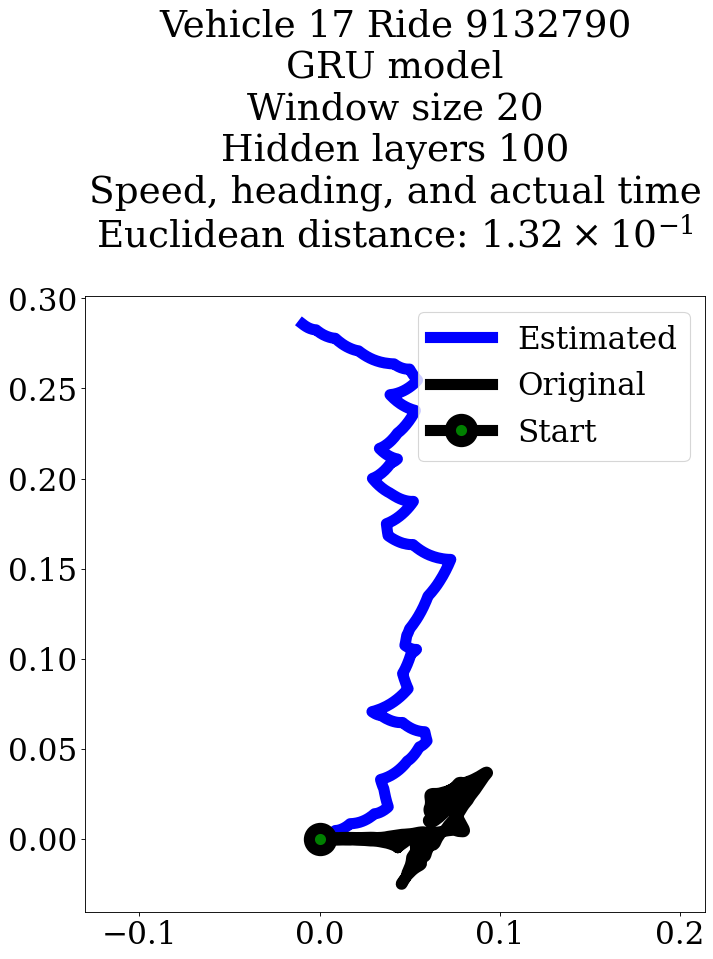 Vehicle 17 Ride 9132790
GRU model
Window size 20
Hidden layers 100
Speed, heading, and actual time
Euclidean distance: 1.32 × 10⁻¹
0.30
Estimated
0.25
Original
Start
0.20
0.15
0.10
0.05
0.00
−0.1 0.0 0.1 0.2